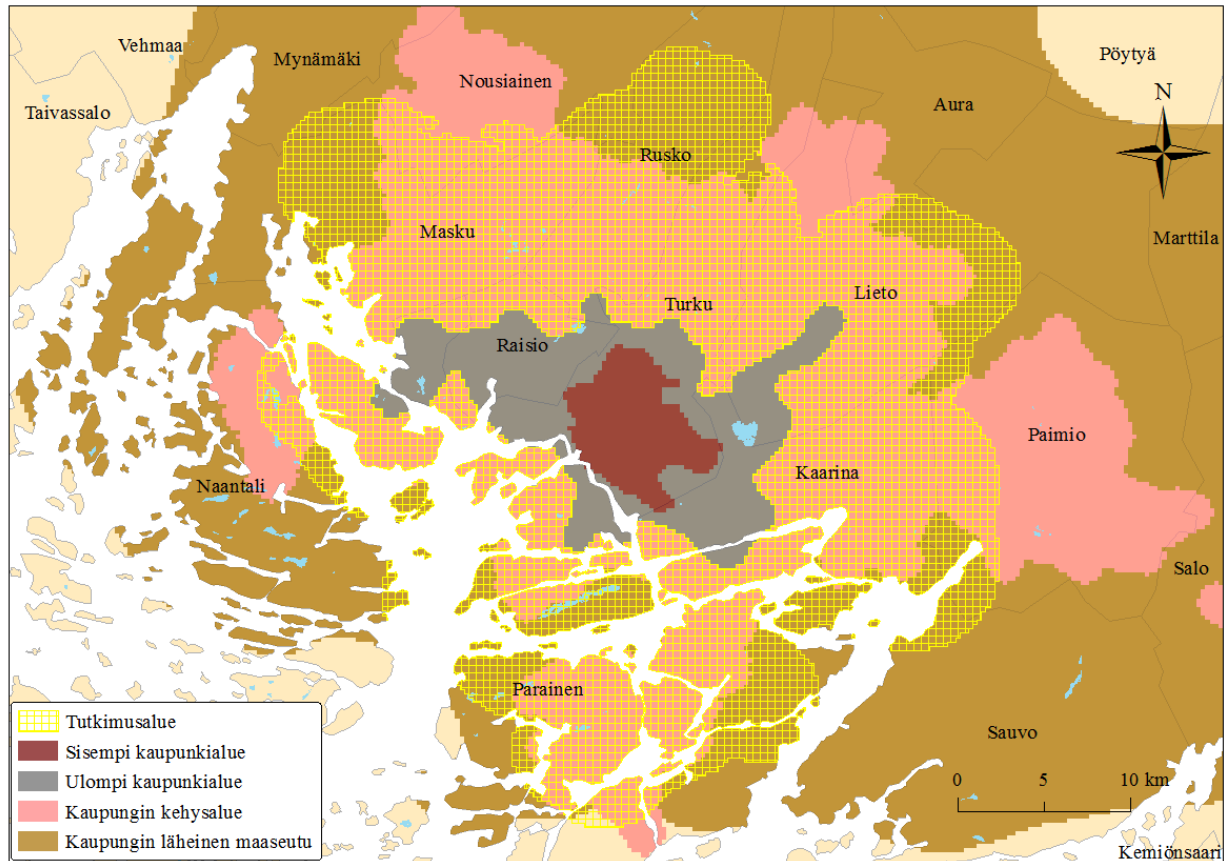 Vehmaa
Mynämäki
Pöytyä
Nousiainen
Taivassalo
Aura
N
Rusko
Masku
Marttila
Lieto
Turku
Raisio
Paimio
Kaarina
Naantali
Salo
Parainen
Sauvo
Tutkimusalue
Sisempi kaupunkialue
Ulompi kaupunkialue
Kaupungin kehysalue
Kaupungin läheinen maaseutu
0 5 10 km
Kemiönsaari